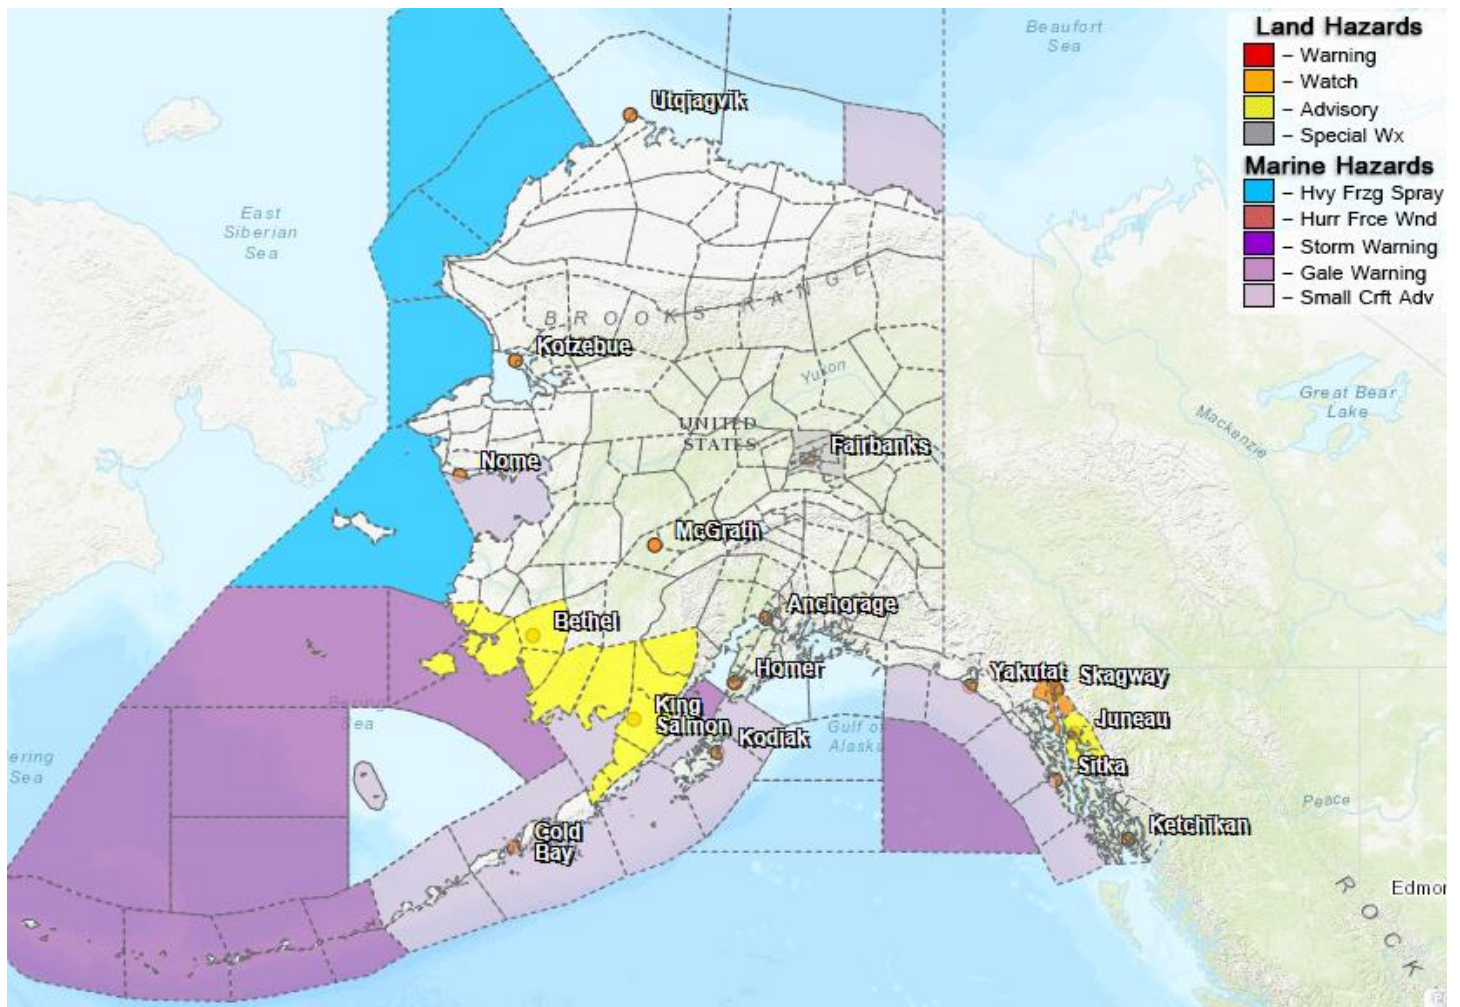 Beaufort
Sea
Land Hazards
– Warning
– Watch
– Advisory
– Special Wx
Marine Hazards
– Hvy Frzg Spray
– Hurr Frce Wnd
– Storm Warning
– Gale Warning
– Small Crft Adv
Utqiagvik
East
Siberian
Sea
BROOKS RANGE
Kotzebue
Yukon
Great Bear
Lake
Mackenzie
UNITED
STATES
Fairbanks
Nome
McGrath
Anchorage
Bethel
Homer
Yakutat
Skagway
King
Salmon
Juneau
Bering
Sea
Kodiak
Gulf of
Alaska
ering
Sea
Sitka
Peace
Cold
Bay
Ketchikan
Edmon
ROCK